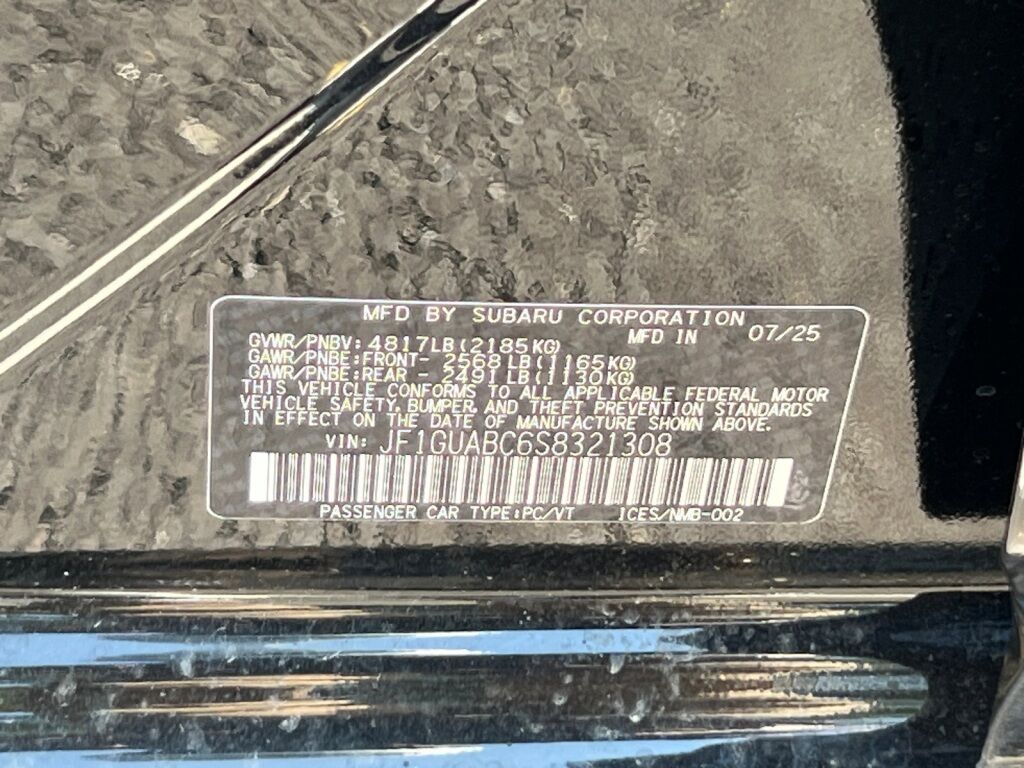 MFD BY SUBARU CORPORATION
MFD IN 07/25
GVWR/PNBV: 4817LB(2185KG)
GAWR/PNBE:FRONT- 2568LB(1165KG)
GAWR/PNBE:REAR - 2491LB(1130KG)
THIS VEHICLE CONFORMS TO ALL APPLICABLE FEDERAL MOTOR
VEHICLE SAFETY, BUMPER, AND THEFT PREVENTION STANDARDS
IN EFFECT ON THE DATE OF MANUFACTURE SHOWN ABOVE.
VIN: JF1GUABC6S8321308
PASSENGER CAR TYPE:PC/VT ICES/NMB-002